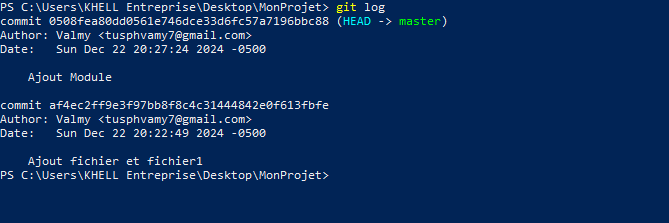 PS C:\Users\KHELL Entreprise\Desktop\MonProjet> git log
commit 0508fea80dd0561e746dce33d6fc57a7196bbc88 (HEAD -> master)
Author: Valmy <tusphvamy7@gmail.com>
Date:   Sun Dec 22 20:27:24 2024 -0500
    Ajout Module
commit af4ec2ff9e3f97bb8f8c4c31444842e0f613fbfe
Author: Valmy <tusphvamy7@gmail.com>
Date:   Sun Dec 22 20:22:49 2024 -0500
    Ajout fichier et fichier1
PS C:\Users\KHELL Entreprise\Desktop\MonProjet>